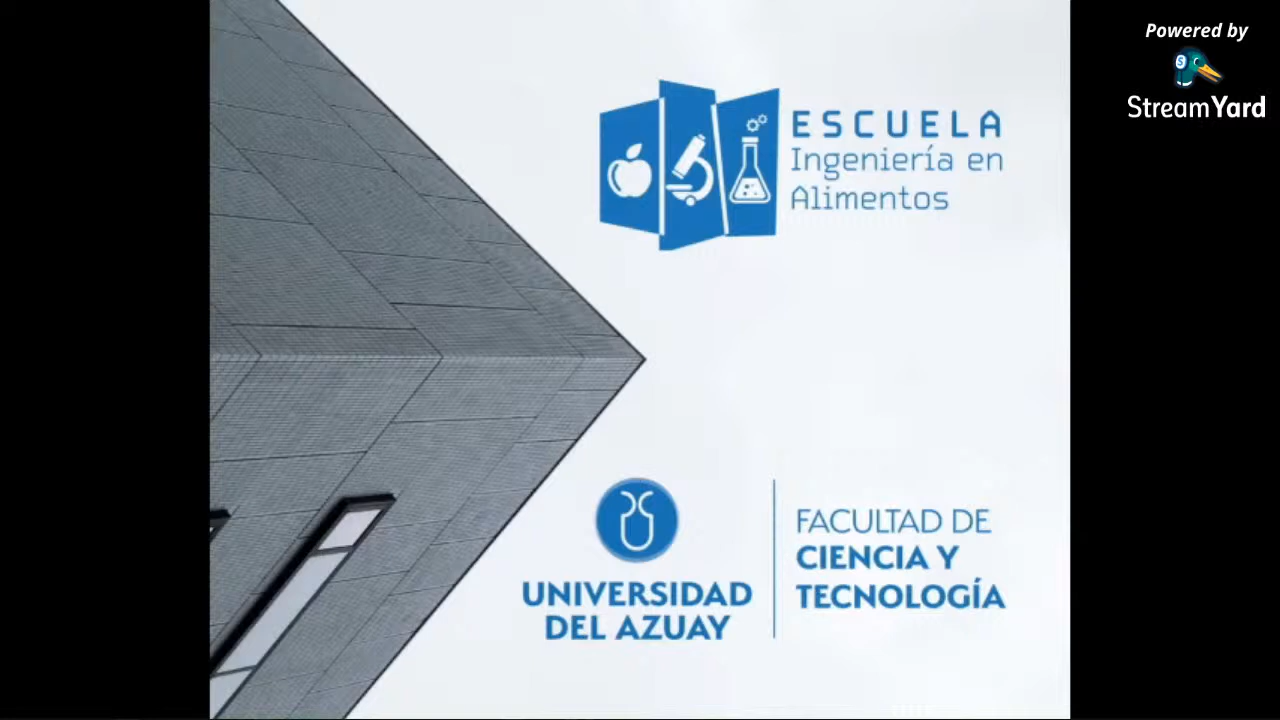 Powered by
StreamYard
ESCUELA
Ingeniería en
Alimentos
UNIVERSIDAD
DEL AZUAY
FACULTAD DE
CIENCIA Y
TECNOLOGÍA